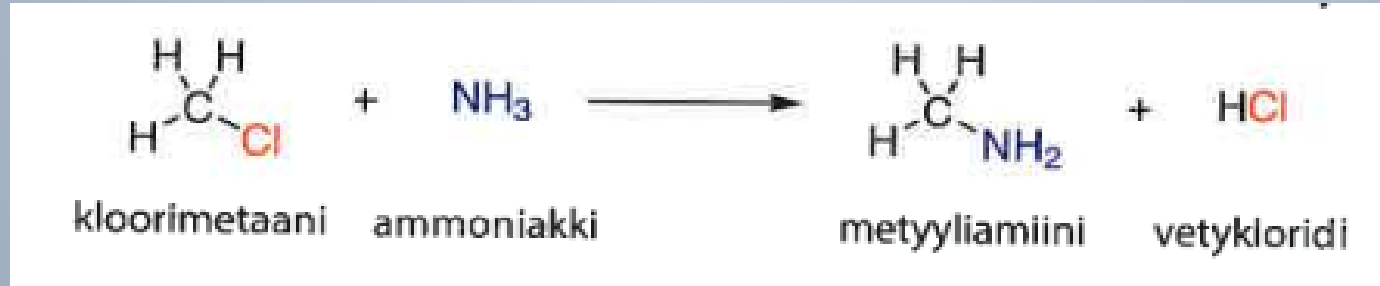 H H H H
C + NH₃ C + HCl
H Cl H NH₂
kloorimetaani ammoniakki metyyliamiini vetykloridi